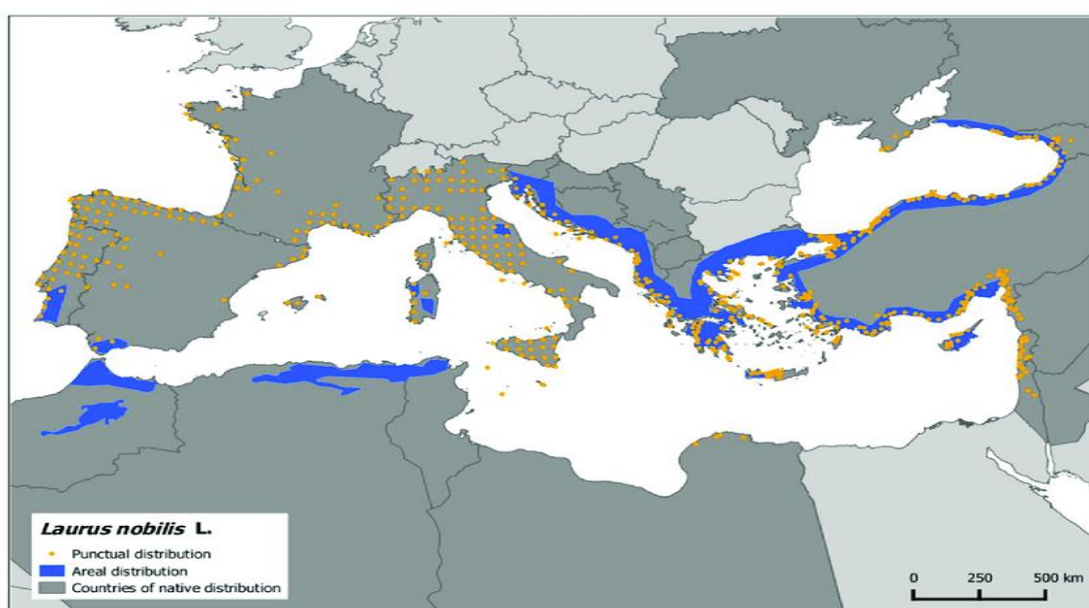 Laurus nobilis L.
Punctual distribution
Areal distribution
Countries of native distribution
0 250 500 km